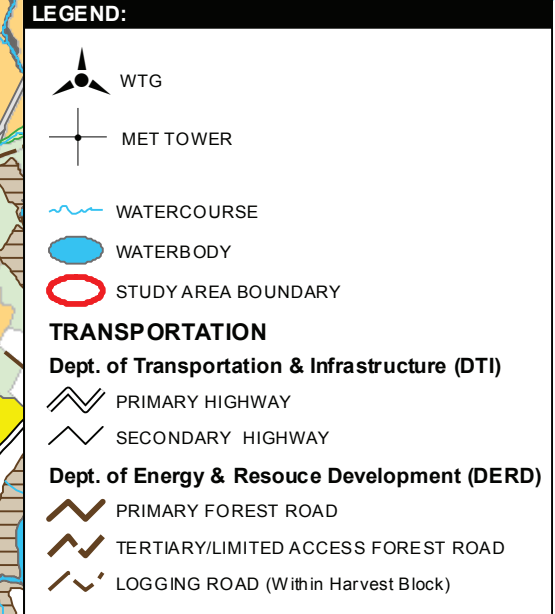 LEGEND:
WTG
MET TOWER
WATERCOURSE
WATERBODY
STUDY AREA BOUNDARY
TRANSPORTATION
Dept. of Transportation & Infrastructure (DTI)
PRIMARY HIGHWAY
SECONDARY HIGHWAY
Dept. of Energy & Resouce Development (DERD)
PRIMARY FOREST ROAD
TERTIARY/LIMITED ACCESS FOREST ROAD
LOGGING ROAD (Within Harvest Block)